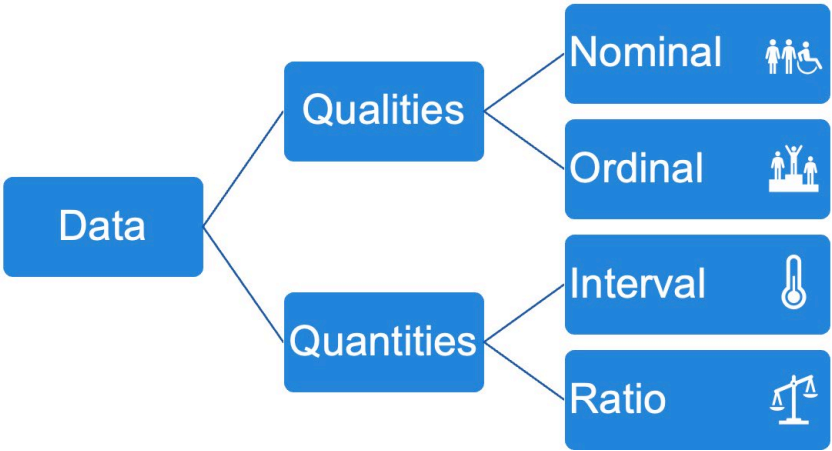 Data
Qualities
Quantities
Nominal
Ordinal
Interval
Ratio